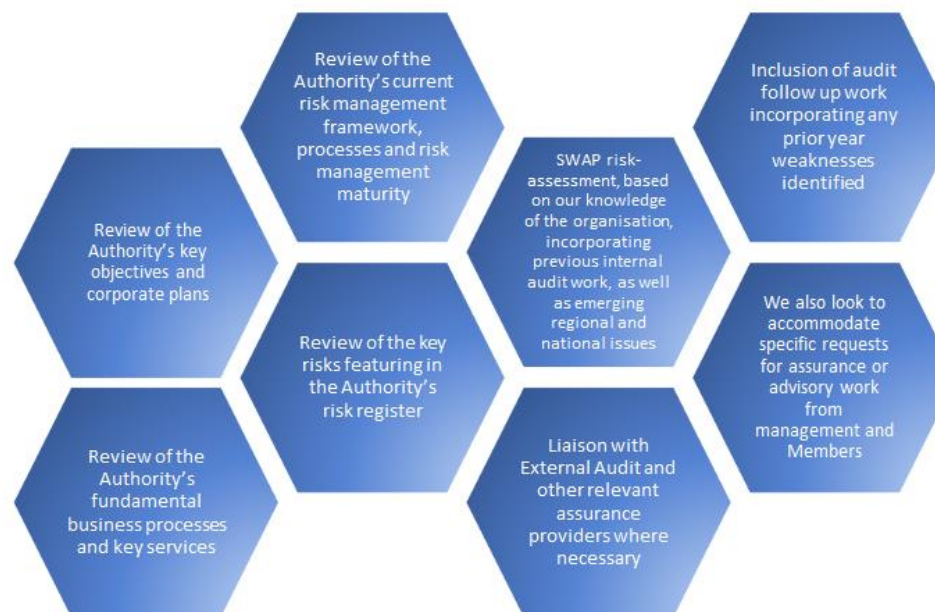 Review of the
Authority's current
risk management
framework,
processes and risk
management
maturity
Inclusion of audit
follow up work
incorporating any
prior year
weaknesses
identified
SWAP risk-
assessment, based
on our knowledge
of the organisation,
incorporating
previous internal
audit work, as well
as emerging
regional and
national issues
Review of the
Authority's key
objectives and
corporate plans
We also look to
accommodate
specific requests
for assurance or
advisory work
from
management and
Members
Review of the key
risks featuring in
the Authority's
risk register
Liaison with
External Audit and
other relevant
assurance
providers where
necessary
Review of the
Authority's
fundamental
business processes
and key services